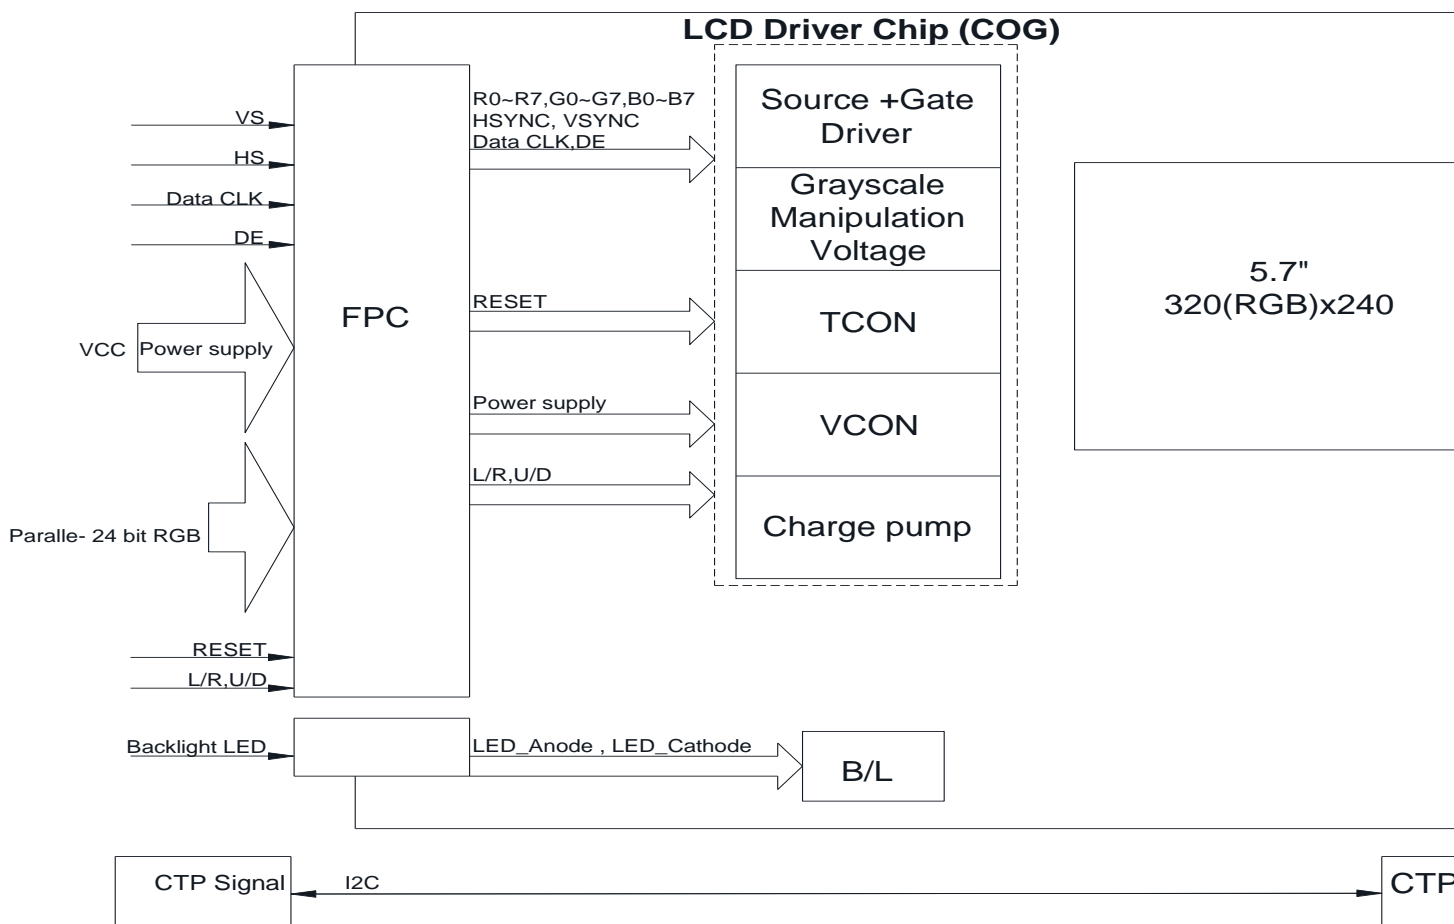 LCD Driver Chip (COG)
VS
HS
Data CLK
DE
VCC
Power supply
Paralle- 24 bit RGB
RESET
L/R,U/D
Backlight LED
FPC
R0~R7,G0~G7,B0~B7
HSYNC, VSYNC
Data CLK,DE
RESET
Power supply
L/R,U/D
LED_Anode , LED_Cathode
Source +Gate
Driver
Grayscale
Manipulation
Voltage
TCON
VCON
Charge pump
B/L
5.7"
320(RGB)x240
CTP Signal
I2C
CTP